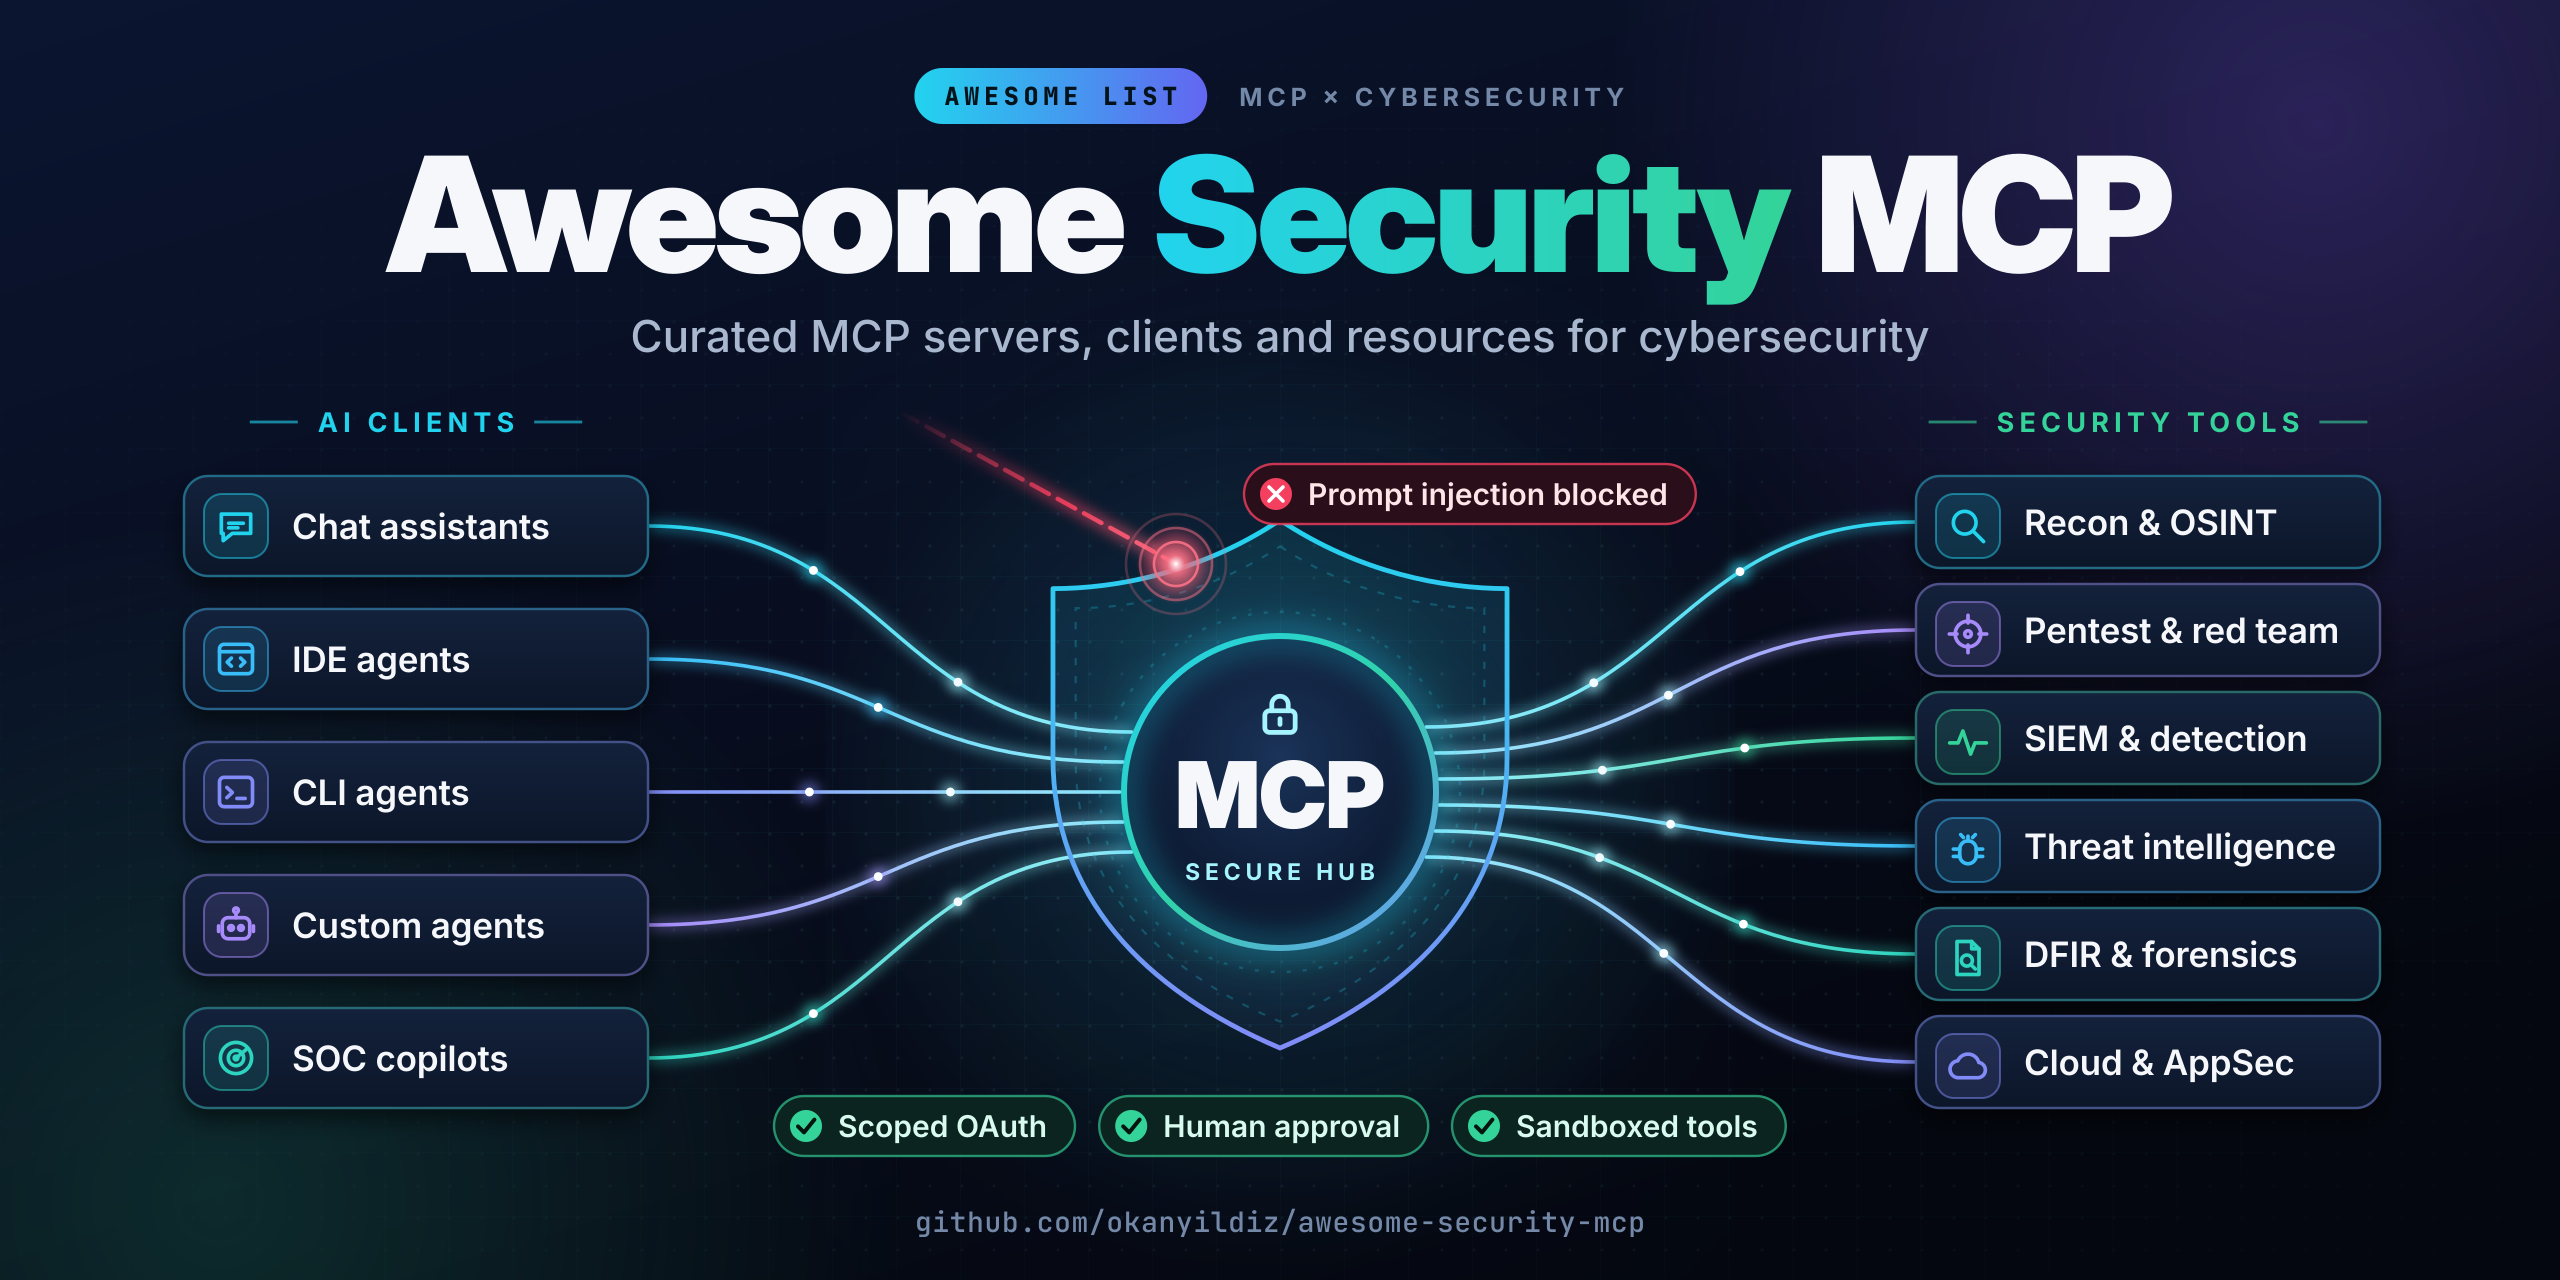 AWESOME LIST
MCP × CYBERSECURITY
Awesome Security MCP
Curated MCP servers, clients and resources for cybersecurity
AI CLIENTS
Chat assistants
IDE agents
CLI agents
Custom agents
SOC copilots
Prompt injection blocked
MCP
SECURE HUB
SECURITY TOOLS
Recon & OSINT
Pentest & red team
SIEM & detection
Threat intelligence
DFIR & forensics
Cloud & AppSec
Scoped OAuth
Human approval
Sandboxed tools
github.com/okanyildiz/awesome-security-mcp